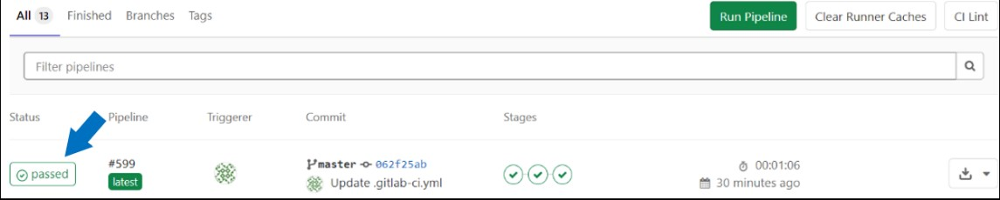 All 13 Finished Branches Tags Run Pipeline Clear Runner Caches CI Lint
Filter pipelines
Status Pipeline Triggerer Commit Stages
passed #599 master 062f25ab 00:01:06
latest Update .gitlab-ci.yml 30 minutes ago